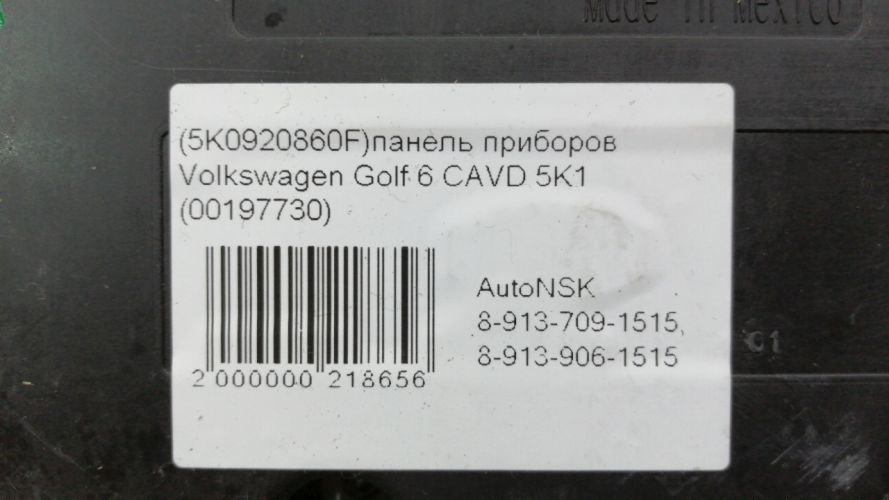 Made in Mexico
(5K0920860F)панель приборов
Volkswagen Golf 6 CAVD 5K1
(00197730)
AutoNSK
8-913-709-1515,
8-913-906-1515
2 000000 218656
01